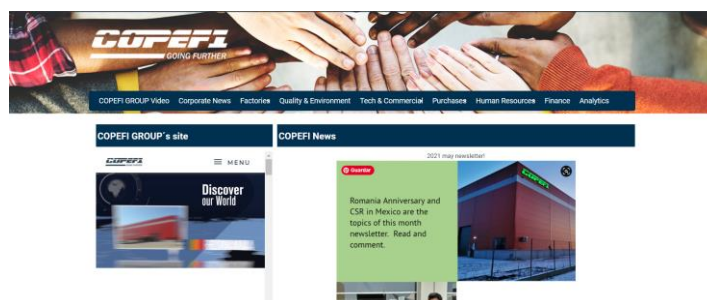 COPEFI
GOING FURTHER
COPEFI GROUP Video Corporate News Factories Quality & Environment Tech & Commercial Purchases Human Resources Finance Analytics
COPEFI GROUP´s site
COPEFI News
COPEFI
MENU
Discover
our World
2021 may newsletter!
Guardar
Romania Anniversary and
CSR in Mexico are the
topics of this month
newsletter. Read and
comment.
COPEFI